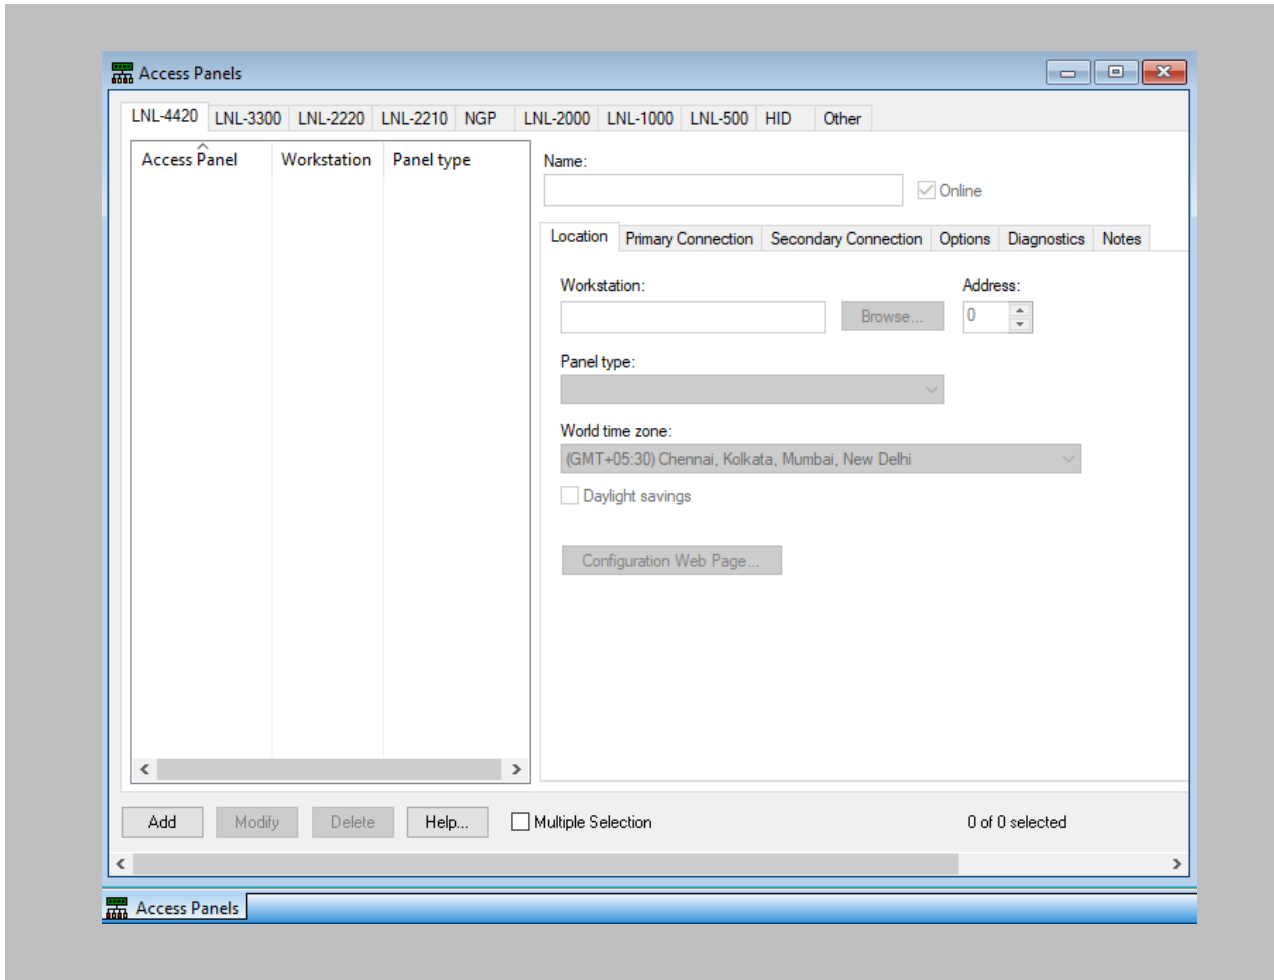 Access Panels
LNL-4420 LNL-3300 LNL-2220 LNL-2210 NGP LNL-2000 LNL-1000 LNL-500 HID Other
Access Panel Workstation Panel type
Name:
Online
Location Primary Connection Secondary Connection Options Diagnostics Notes
Workstation: Address:
Browse... 0
Panel type:
World time zone:
(GMT+05:30) Chennai, Kolkata, Mumbai, New Delhi
Daylight savings
Configuration Web Page...
Add Modify Delete Help... Multiple Selection 0 of 0 selected
Access Panels